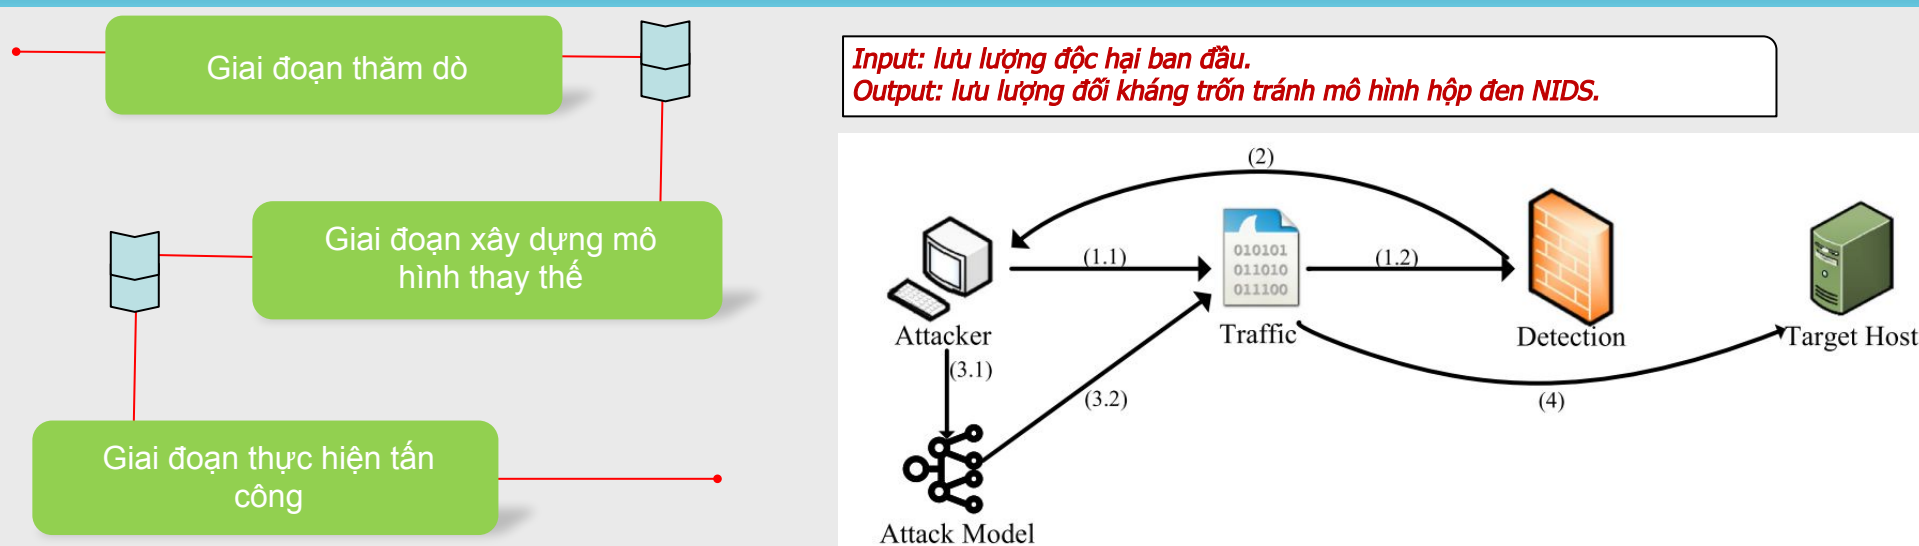 Giai đoạn thăm dò
Giai đoạn xây dựng mô
hình thay thế
Giai đoạn thực hiện tấn
công
Input: lưu lượng độc hại ban đầu.
Output: lưu lượng đối kháng trốn tránh mô hình hộp đen NIDS.
(2)
(1.1)
(1.2)
010101
011010
011100
Attacker
Traffic
Detection
Target Host
(3.1)
(3.2)
(4)
Attack Model